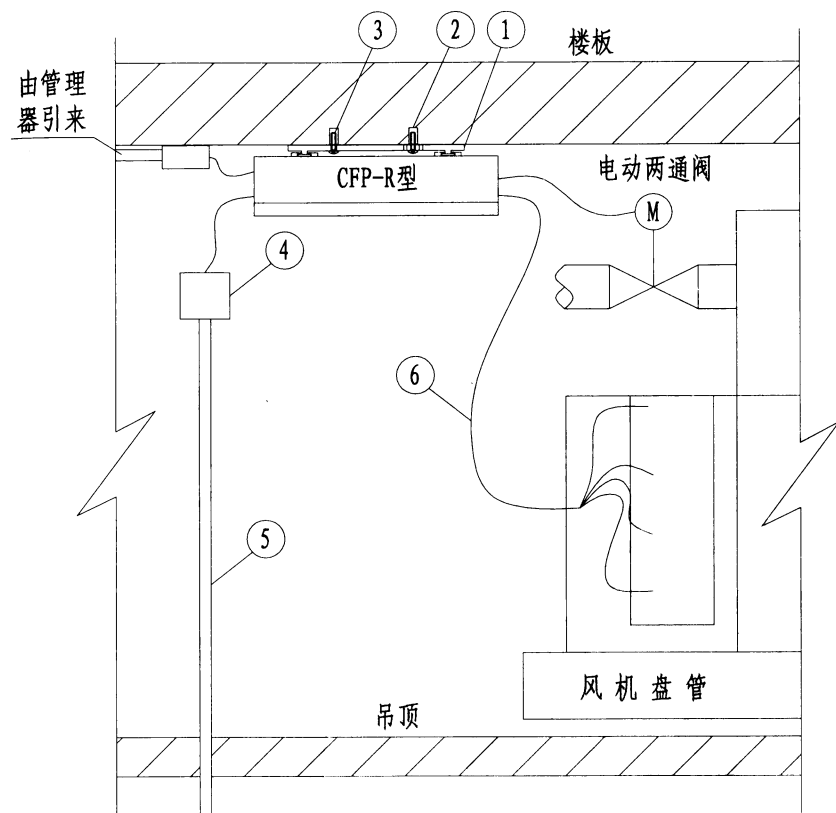 ③ ② ①
楼板
由管理
器引来
CFP-R型
电动两通阀
M
④
⑥
⑤
风机盘管
吊顶